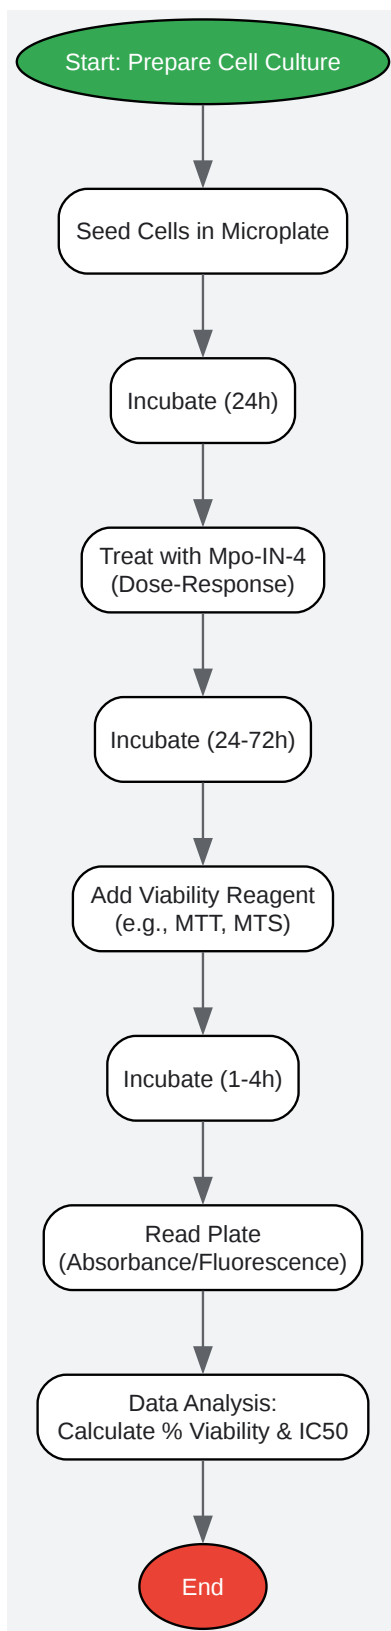 Start: Prepare Cell Culture
Seed Cells in Microplate
Incubate (24h)
Treat with Mpo-IN-4
(Dose-Response)
Incubate (24-72h)
Add Viability Reagent
(e.g., MTT, MTS)
Incubate (1-4h)
Read Plate
(Absorbance/Fluorescence)
Data Analysis:
Calculate % Viability & IC50
End